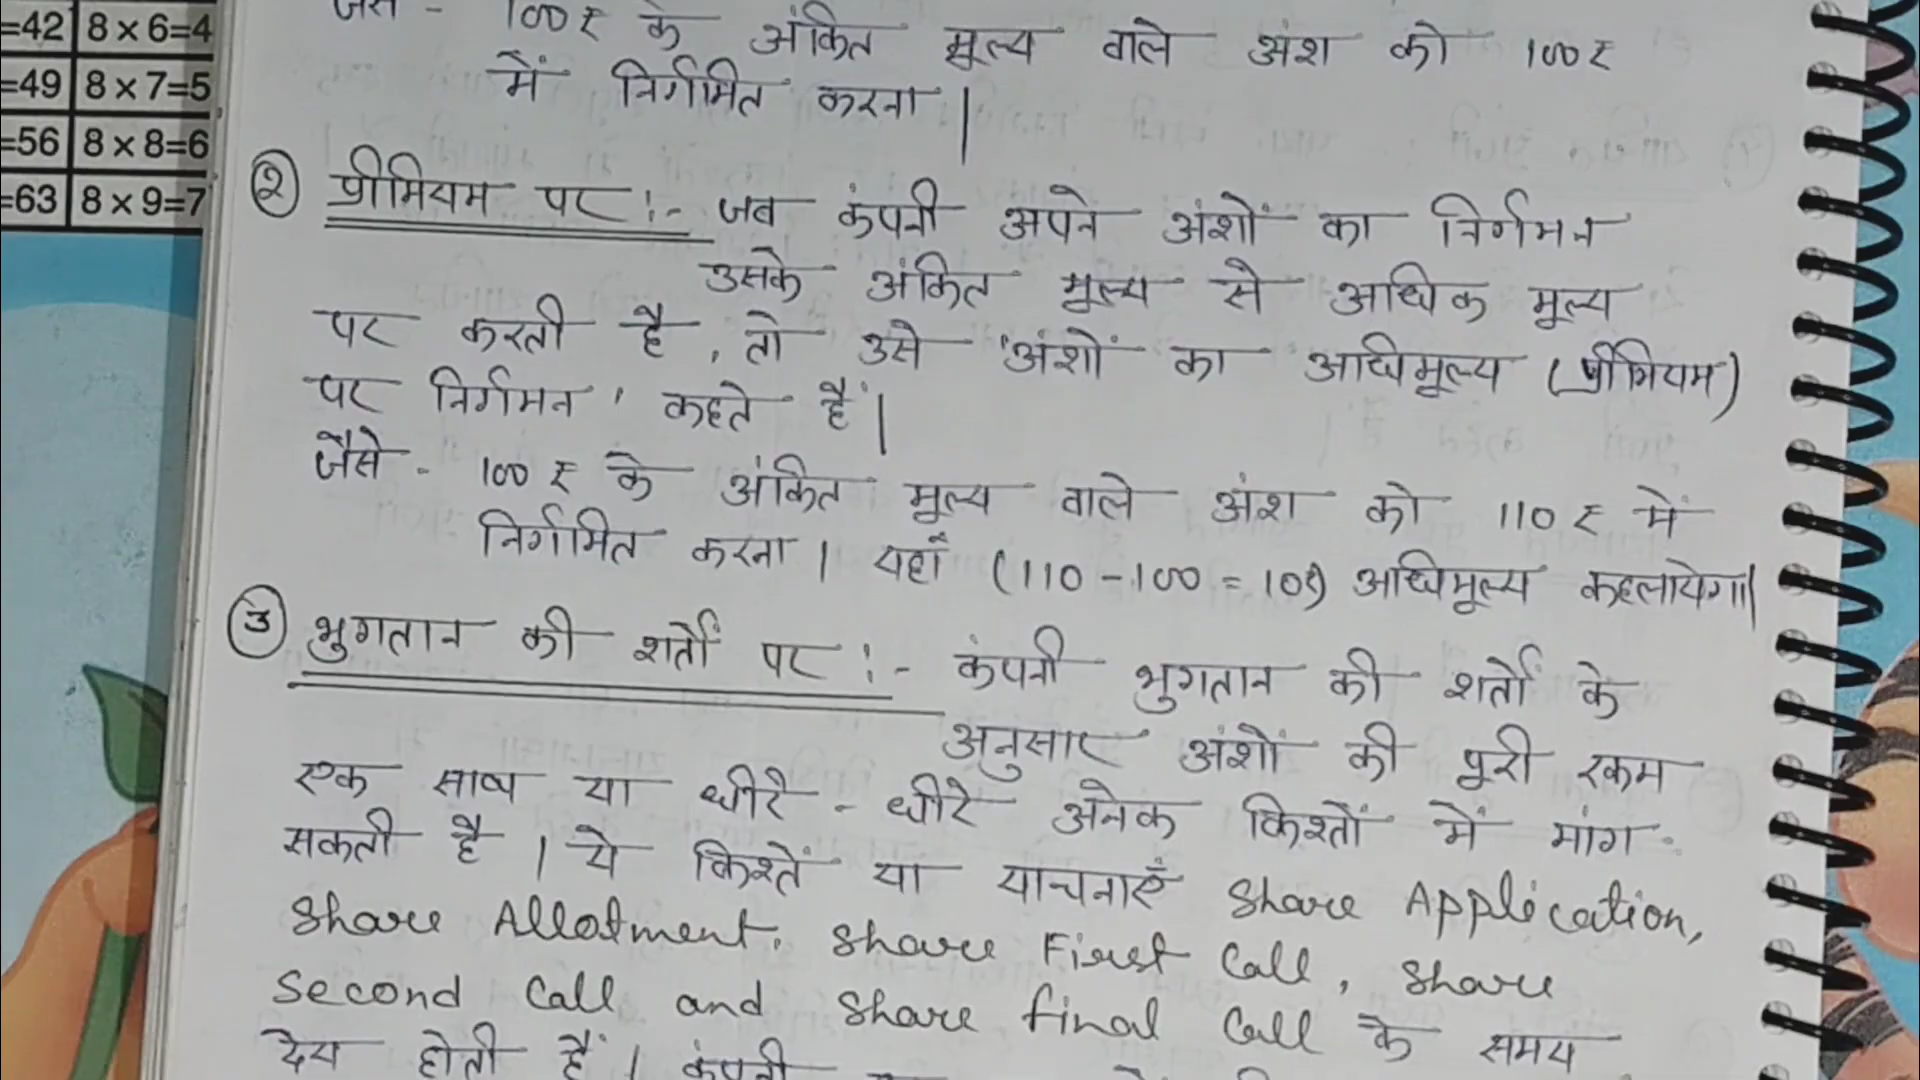 =42 8 × 6=4
=49 8 × 7=5
=56 8 × 8=6
=63 8 × 9=7
जैसे - 100₹ के अंकित मूल्य वाले अंश को 100₹
में निर्गमित करना |
② प्रीमियम पर :- जब कंपनी अपने अंशों का निर्गमन
उसके अंकित मूल्य से अधिक मूल्य
पर करती है, तो उसे 'अंशों का अधिमूल्य (प्रीमियम)
पर निर्गमन' कहते हैं |
जैसे - 100 ₹ के अंकित मूल्य वाले अंश को 110 ₹ में
निर्गमित करना | यहाँ (110 - 100 = 10₹) अधिमूल्य कहलायेगा |
③ भुगतान की शर्तों पर :- कंपनी भुगतान की शर्तों के
अनुसार अंशों की पूरी रकम
एक साथ या धीरे - धीरे अनेक किश्तों में मांग
सकती है | ये किश्तें या याचनाएँ Share Application,
Share Allotment, Share First Call, Share
Second Call and Share final Call के समय
देय होती हैं | कंपनी